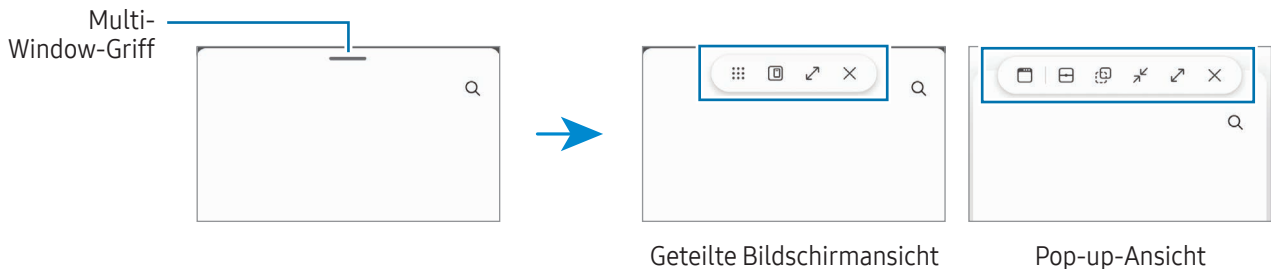 Multi-
Window-Griff
Geteilte Bildschirmansicht
Pop-up-Ansicht